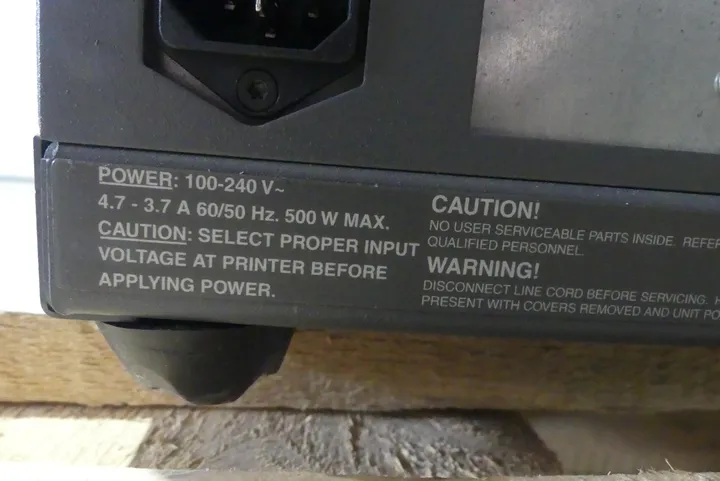 POWER: 100-240 V~
4.7 - 3.7 A 60/50 Hz. 500 W MAX.
CAUTION: SELECT PROPER INPUT
VOLTAGE AT PRINTER BEFORE
APPLYING POWER.
CAUTION!
NO USER SERVICEABLE PARTS INSIDE. REFER
QUALIFIED PERSONNEL.
WARNING!
DISCONNECT LINE CORD BEFORE SERVICING. H
PRESENT WITH COVERS REMOVED AND UNIT PO